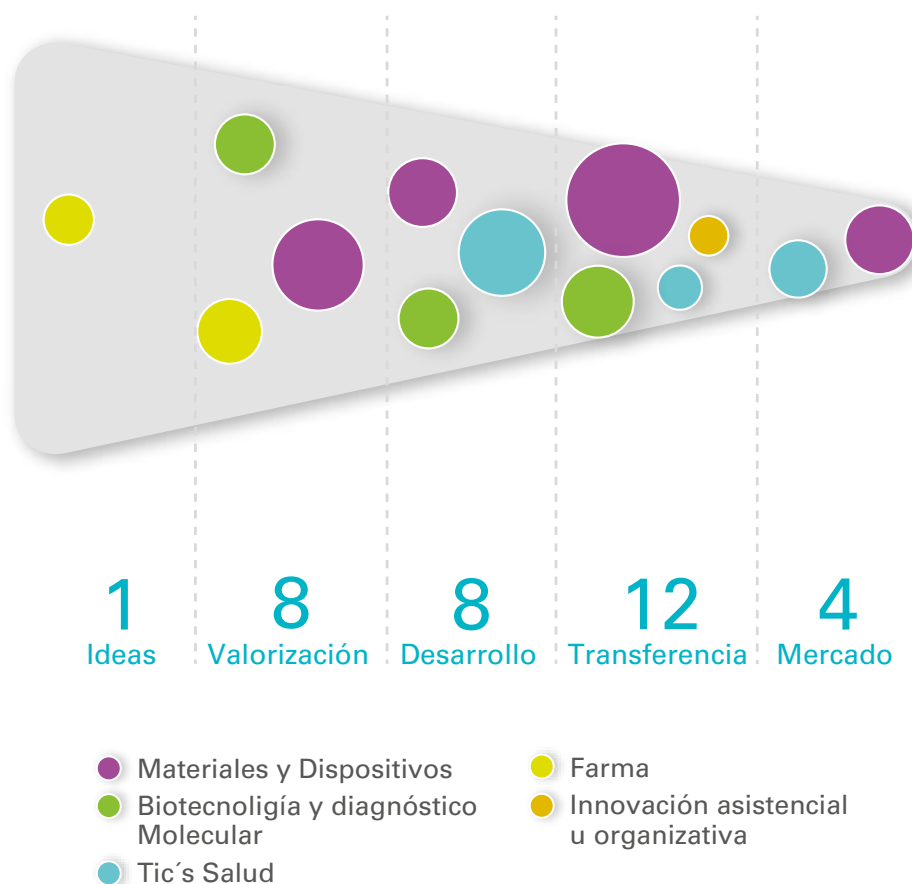 1
8
8
12
4
Ideas
Valorización
Desarrollo
Transferencia
Mercado
Materiales y Dispositivos
Biotecnoligía y diagnóstico
Molecular
Tic´s Salud
Farma
Innovación asistencial
u organizativa